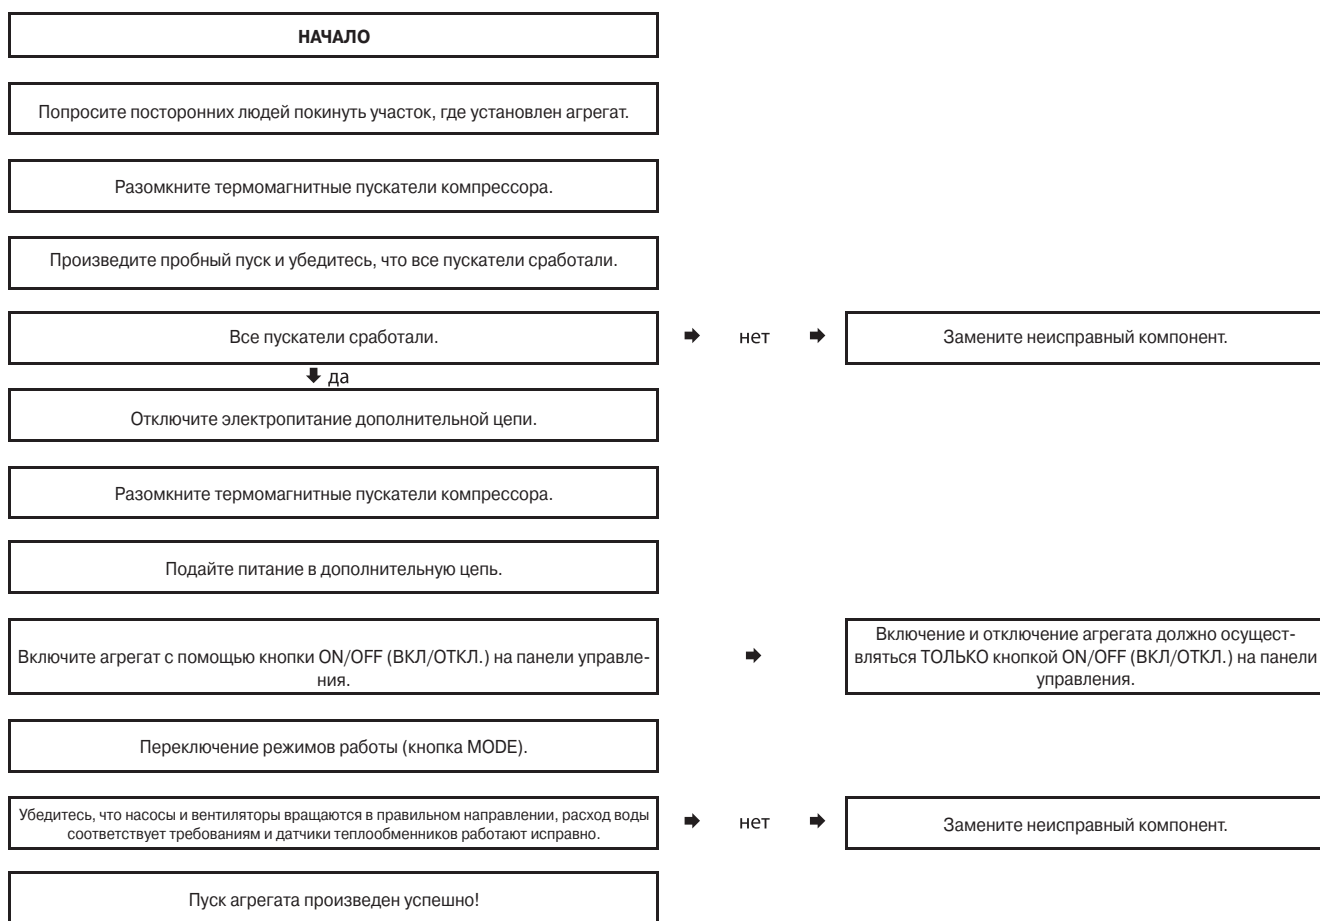 НАЧАЛО
Попросите посторонних людей покинуть участок, где установлен агрегат.
Разомкните термомагнитные пускатели компрессора.
Произведите пробный пуск и убедитесь, что все пускатели сработали.
Все пускатели сработали.
нет
Замените неисправный компонент.
да
Отключите электропитание дополнительной цепи.
Разомкните термомагнитные пускатели компрессора.
Подайте питание в дополнительную цепь.
Включите агрегат с помощью кнопки ON/OFF (ВКЛ/ОТКЛ.) на панели управле-
ния.
Включение и отключение агрегата должно осущест-
вляться ТОЛЬКО кнопкой ON/OFF (ВКЛ/ОТКЛ.) на панели
управления.
Переключение режимов работы (кнопка MODE).
Убедитесь, что насосы и вентиляторы вращаются в правильном направлении, расход воды
соответствует требованиям и датчики теплообменников работают исправно.
нет
Замените неисправный компонент.
Пуск агрегата произведен успешно!